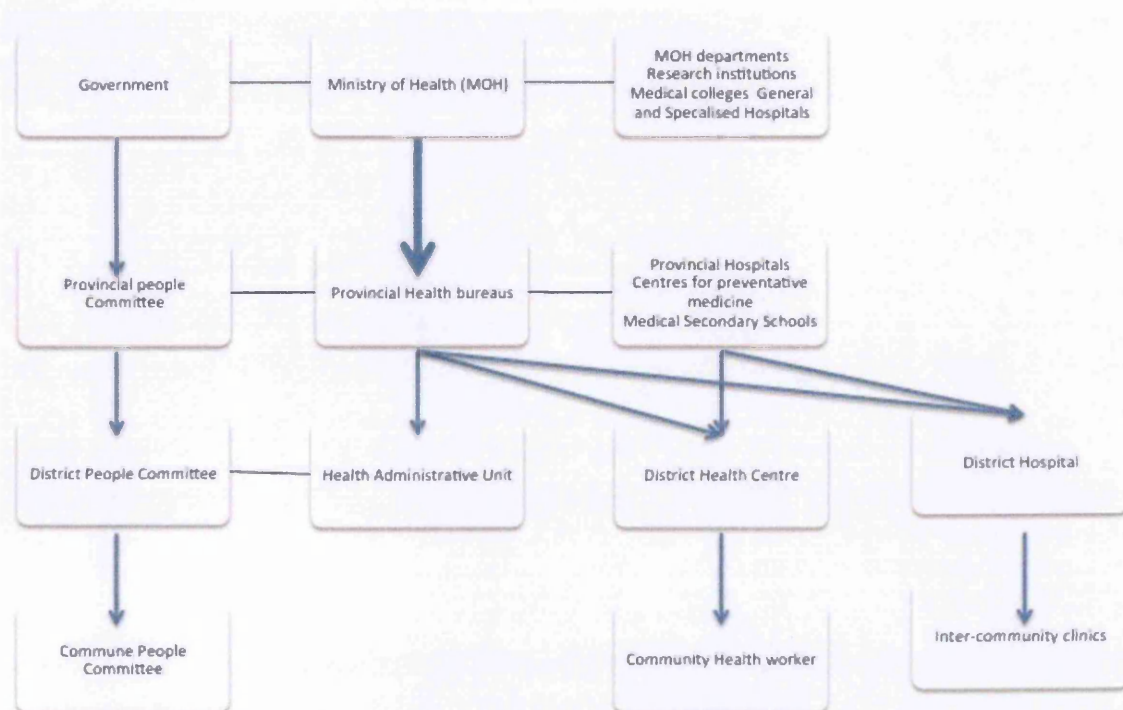 Government
Ministry of Health (MOH)
MOH departments
Research institutions
Medical colleges General
and Specalised Hospitals
Provincial people
Committee
Provincial Health bureaus
Provincial Hospitals
Centres for preventative
medicine
Medical Secondary Schools
District People Committee
Health Administrative Unit
District Health Centre
District Hospital
Commune People
Committee
Community Health worker
Inter-community clinics